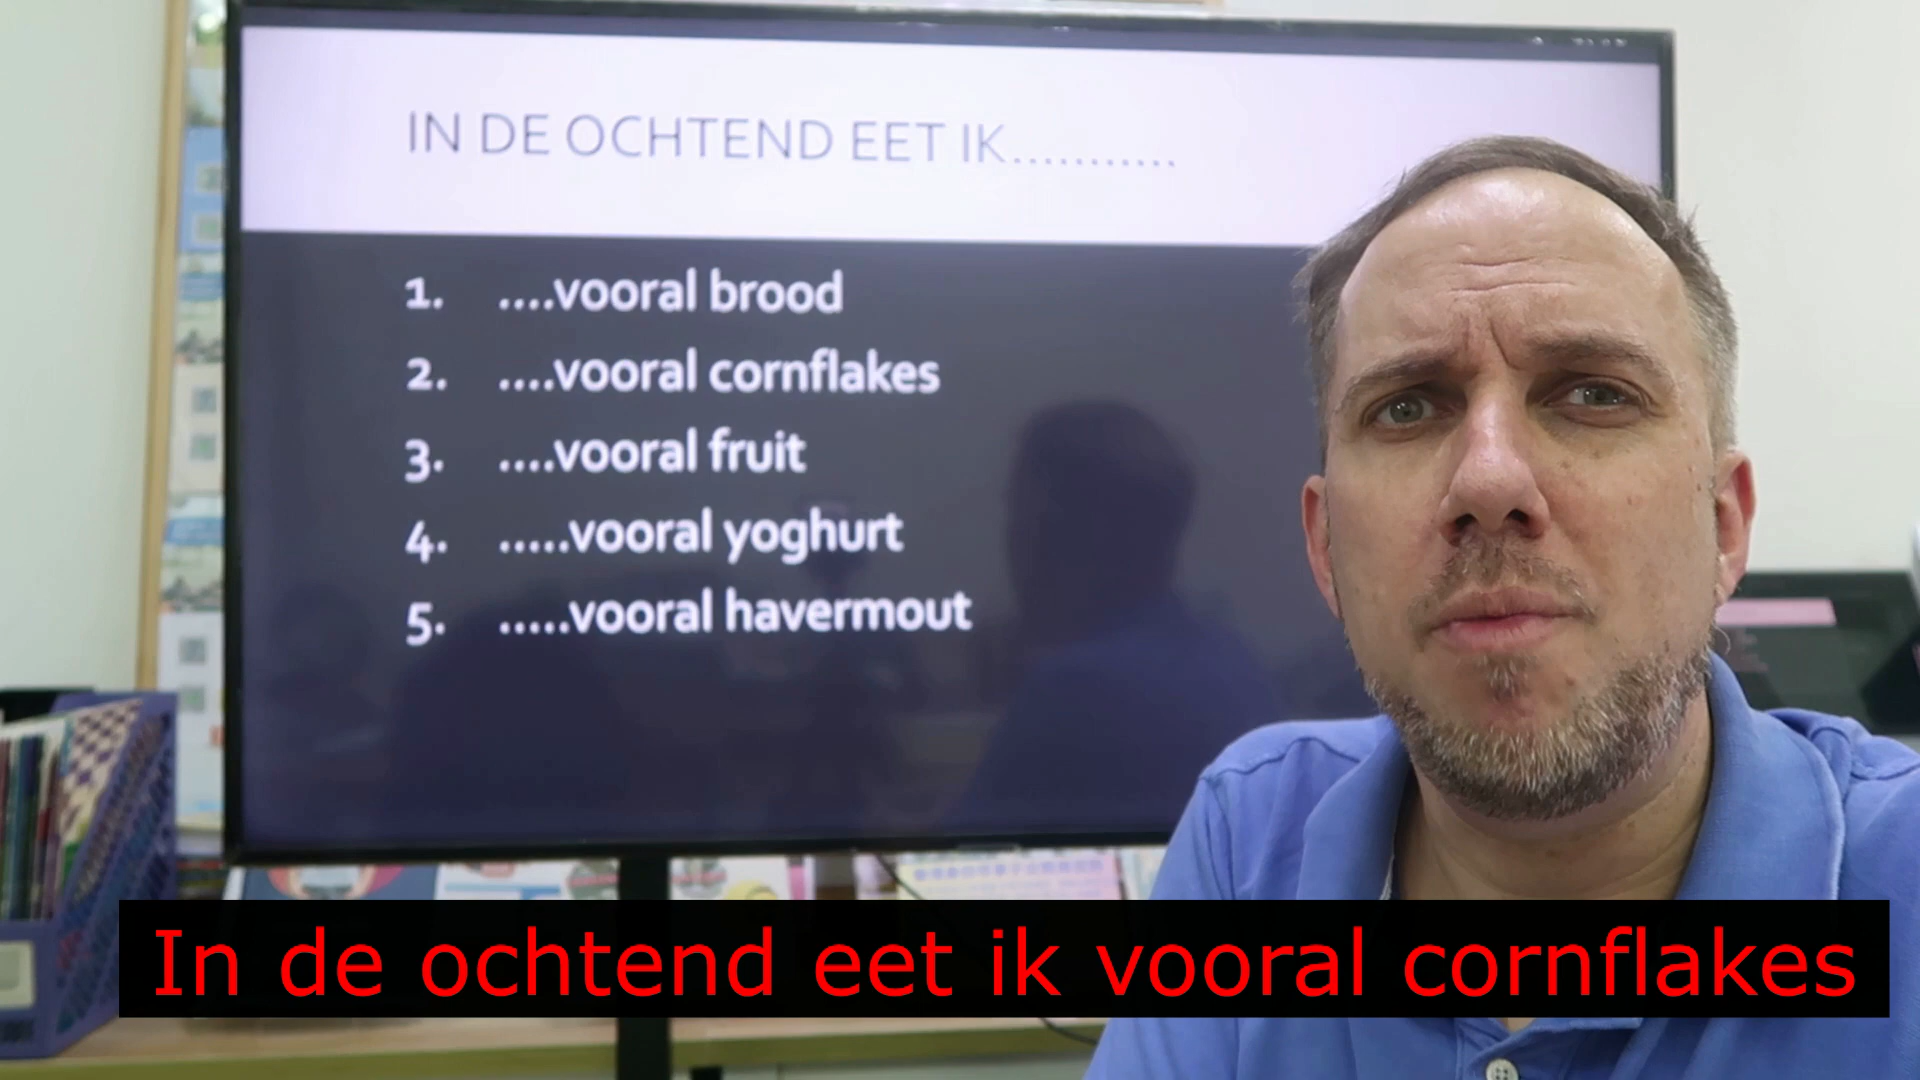 IN DE OCHTEND EET IK...........
1. ....vooral brood
2. ....vooral cornflakes
3. ....vooral fruit
4. .....vooral yoghurt
5. .....vooral havermout
In de ochtend eet ik vooral cornflakes